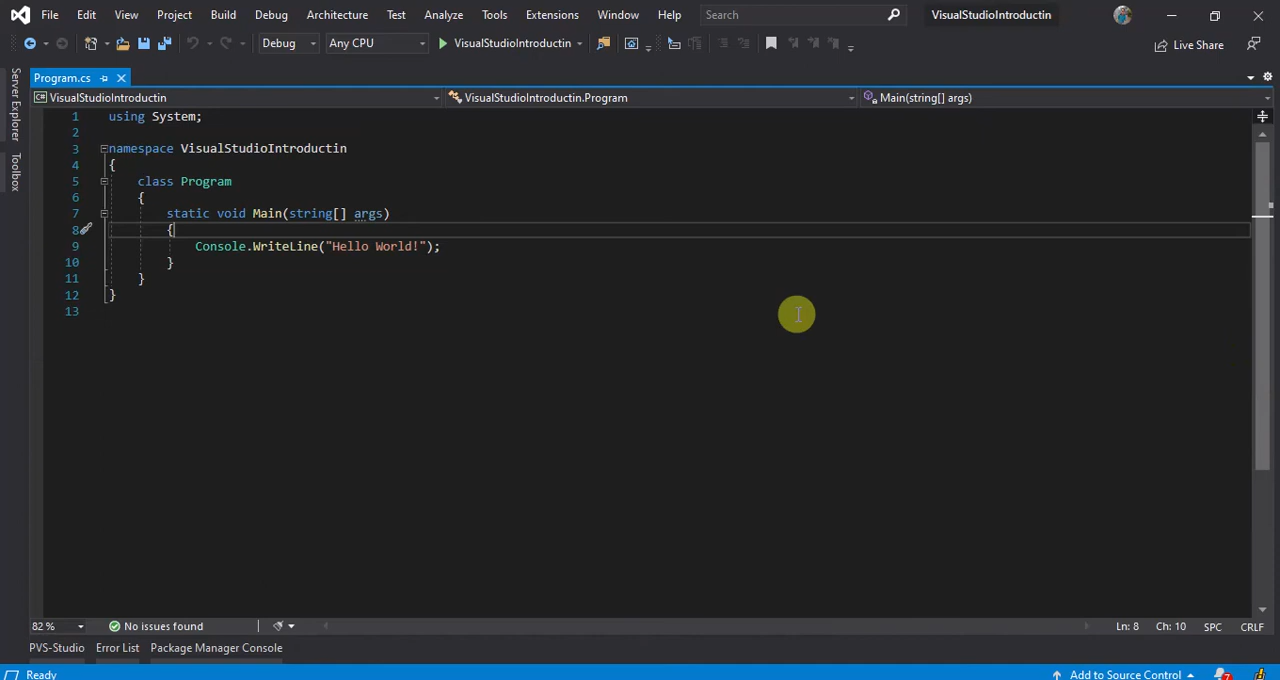 File Edit View Project Build Debug Architecture Test Analyze Tools Extensions Window Help Search VisualStudioIntroductin
Debug Any CPU VisualStudioIntroductin Live Share
Server Explorer
Toolbox
Program.cs
VisualStudioIntroductin VisualStudioIntroductin.Program Main(string[] args)
1 using System;
2
3 namespace VisualStudioIntroductin
4 {
5 class Program
6 {
7 static void Main(string[] args)
8 {
9 Console.WriteLine("Hello World!");
10 }
11 }
12 }
13
82 % No issues found Ln: 8 Ch: 10 SPC CRLF
PVS-Studio Error List Package Manager Console
Ready Add to Source Control 7